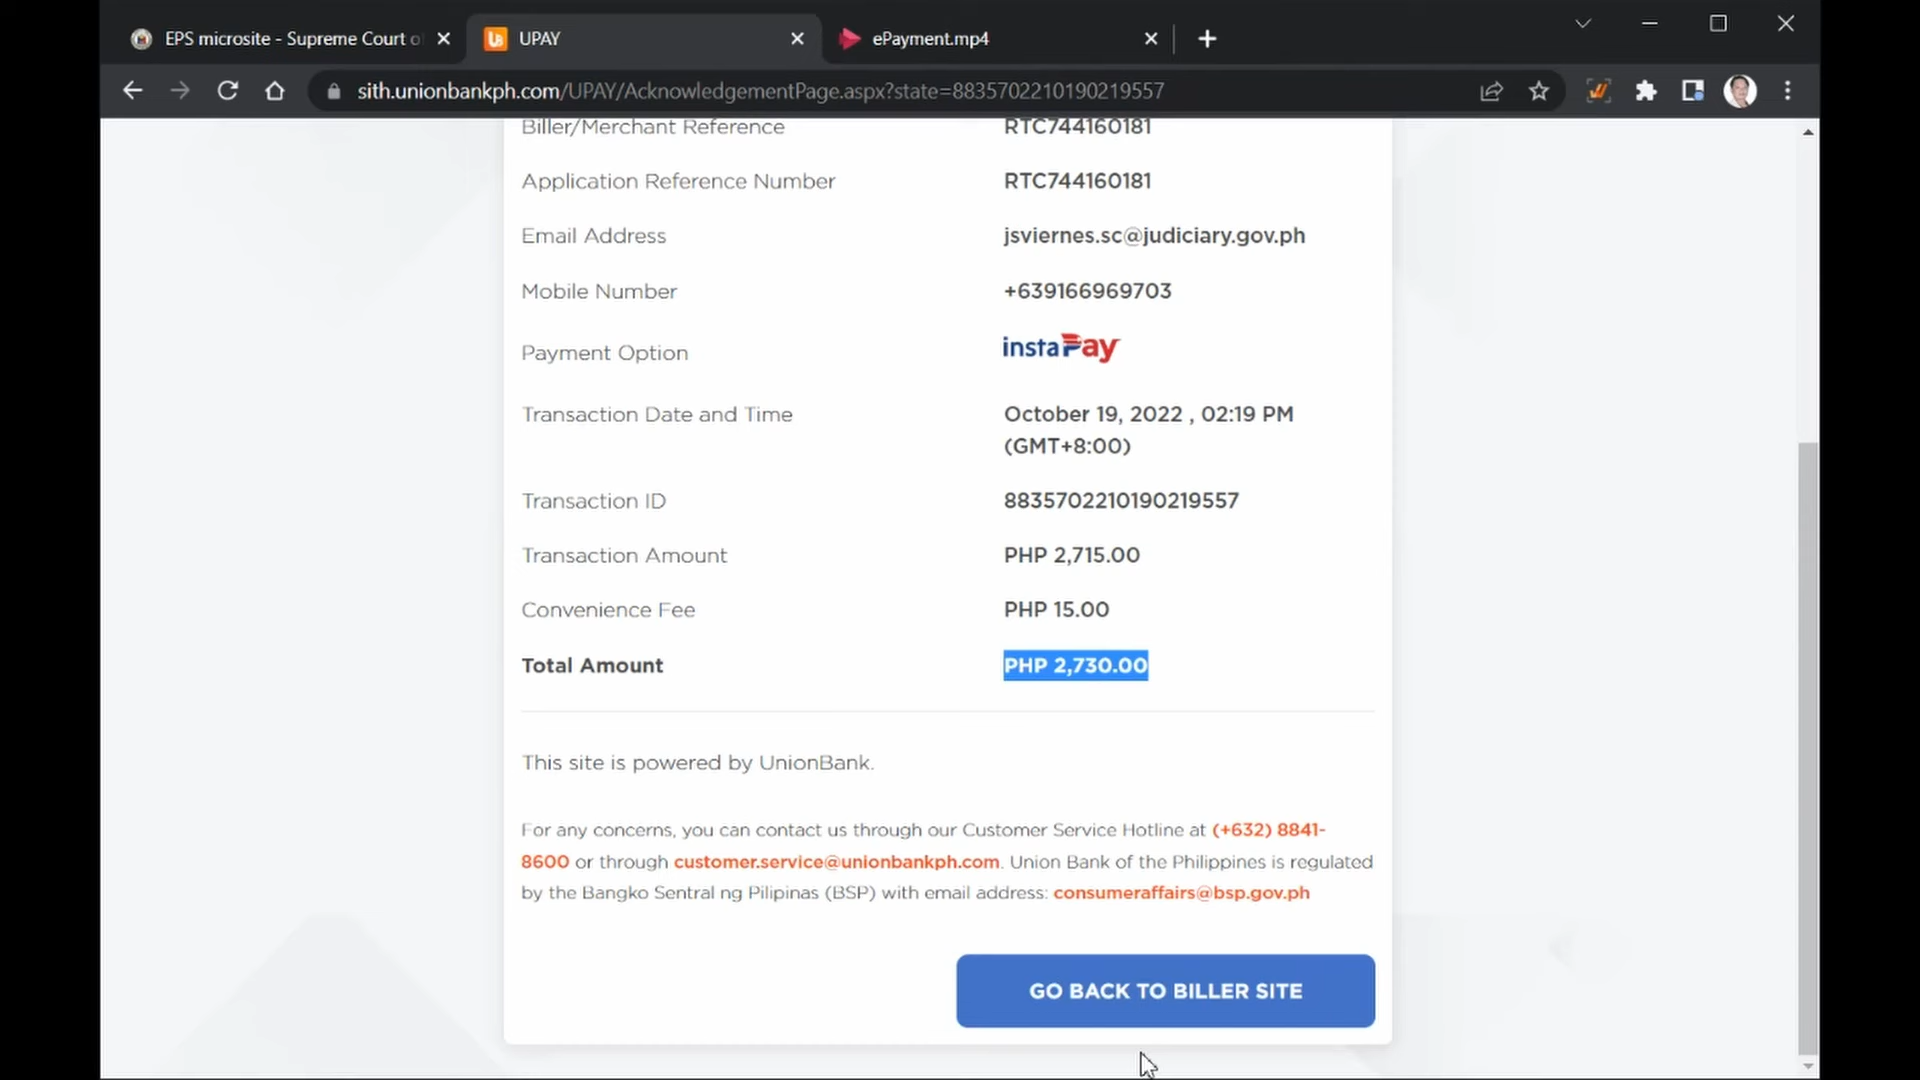 EPS microsite - Supreme Court o
UPAY
ePayment.mp4
sith.unionbankph.com/UPAY/AcknowledgementPage.aspx?state=8835702210190219557
Biller/Merchant Reference RTC744160181
Application Reference Number RTC744160181
Email Address jsviernes.sc@judiciary.gov.ph
Mobile Number +639166969703
Payment Option instaPay
Transaction Date and Time October 19, 2022 , 02:19 PM
(GMT+8:00)
Transaction ID 8835702210190219557
Transaction Amount PHP 2,715.00
Convenience Fee PHP 15.00
Total Amount PHP 2,730.00
This site is powered by UnionBank.
For any concerns, you can contact us through our Customer Service Hotline at (+632) 8841-
8600 or through customer.service@unionbankph.com. Union Bank of the Philippines is regulated
by the Bangko Sentral ng Pilipinas (BSP) with email address: consumeraffairs@bsp.gov.ph
GO BACK TO BILLER SITE